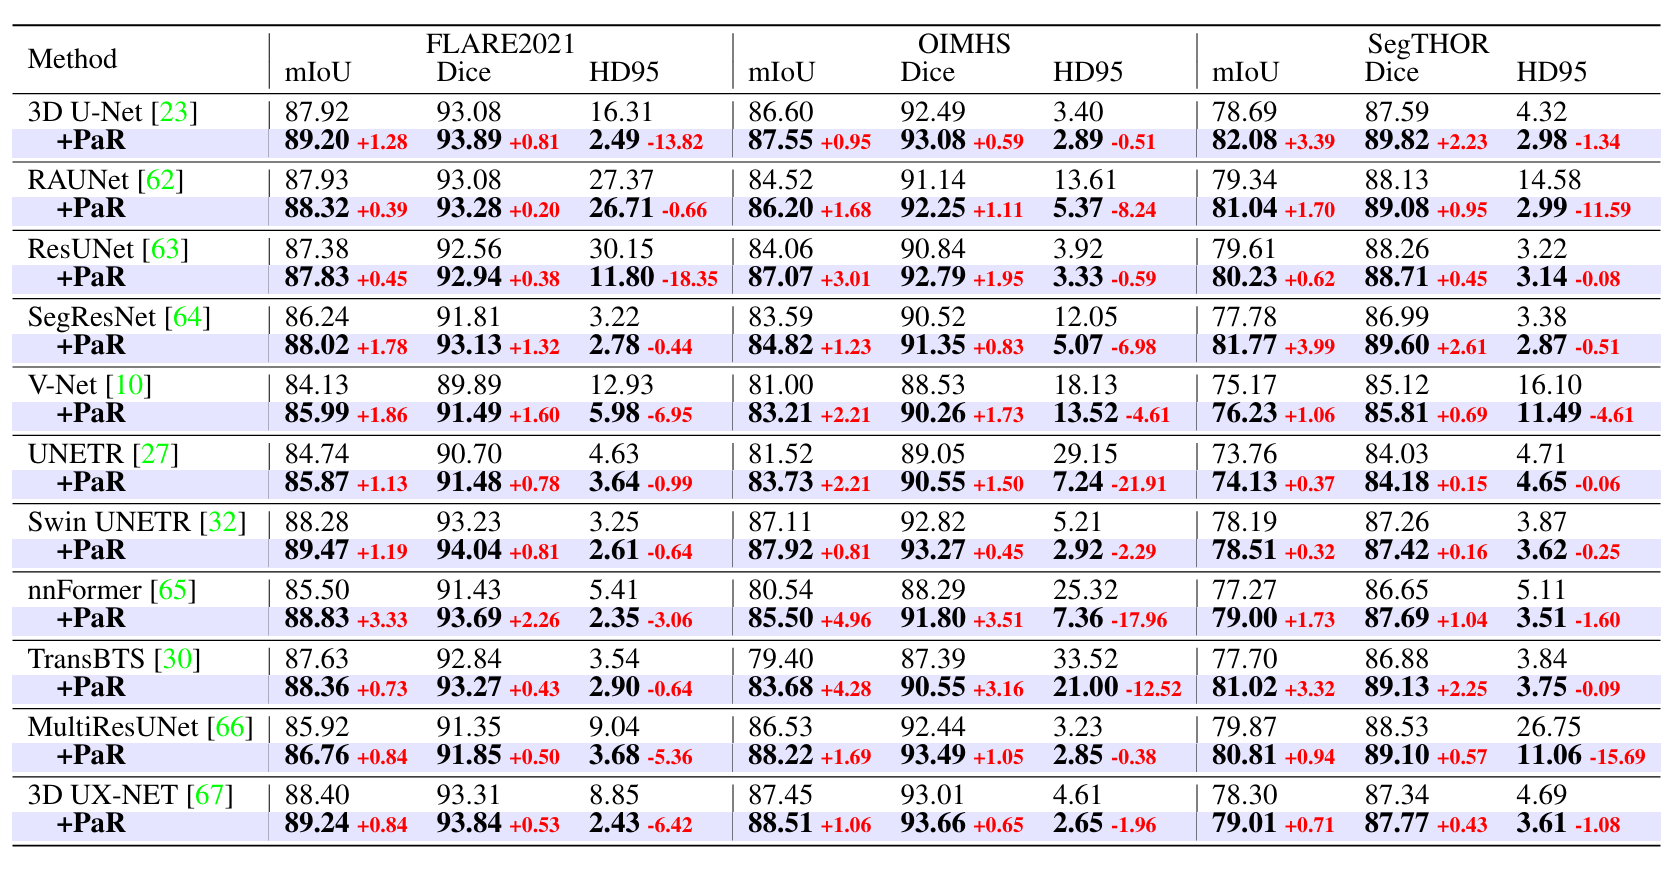 Method FLARE2021 OIMHS SegTHOR
mIoU Dice HD95 mIoU Dice HD95 mIoU Dice HD95
3D U-Net [23] 87.92 93.08 16.31 86.60 92.49 3.40 78.69 87.59 4.32
+PaR 89.20 +1.28 93.89 +0.81 2.49 -13.82 87.55 +0.95 93.08 +0.59 2.89 -0.51 82.08 +3.39 89.82 +2.23 2.98 -1.34
RAUNet [62] 87.93 93.08 27.37 84.52 91.14 13.61 79.34 88.13 14.58
+PaR 88.32 +0.39 93.28 +0.20 26.71 -0.66 86.20 +1.68 92.25 +1.11 5.37 -8.24 81.04 +1.70 89.08 +0.95 2.99 -11.59
ResUNet [63] 87.38 92.56 30.15 84.06 90.84 3.92 79.61 88.26 3.22
+PaR 87.83 +0.45 92.94 +0.38 11.80 -18.35 87.07 +3.01 92.79 +1.95 3.33 -0.59 80.23 +0.62 88.71 +0.45 3.14 -0.08
SegResNet [64] 86.24 91.81 3.22 83.59 90.52 12.05 77.78 86.99 3.38
+PaR 88.02 +1.78 93.13 +1.32 2.78 -0.44 84.82 +1.23 91.35 +0.83 5.07 -6.98 81.77 +3.99 89.60 +2.61 2.87 -0.51
V-Net [10] 84.13 89.89 12.93 81.00 88.53 18.13 75.17 85.12 16.10
+PaR 85.99 +1.86 91.49 +1.60 5.98 -6.95 83.21 +2.21 90.26 +1.73 13.52 -4.61 76.23 +1.06 85.81 +0.69 11.49 -4.61
UNETR [27] 84.74 90.70 4.63 81.52 89.05 29.15 73.76 84.03 4.71
+PaR 85.87 +1.13 91.48 +0.78 3.64 -0.99 83.73 +2.21 90.55 +1.50 7.24 -21.91 74.13 +0.37 84.18 +0.15 4.65 -0.06
Swin UNETR [32] 88.28 93.23 3.25 87.11 92.82 5.21 78.19 87.26 3.87
+PaR 89.47 +1.19 94.04 +0.81 2.61 -0.64 87.92 +0.81 93.27 +0.45 2.92 -2.29 78.51 +0.32 87.42 +0.16 3.62 -0.25
nnFormer [65] 85.50 91.43 5.41 80.54 88.29 25.32 77.27 86.65 5.11
+PaR 88.83 +3.33 93.69 +2.26 2.35 -3.06 85.50 +4.96 91.80 +3.51 7.36 -17.96 79.00 +1.73 87.69 +1.04 3.51 -1.60
TransBTS [30] 87.63 92.84 3.54 79.40 87.39 33.52 77.70 86.88 3.84
+PaR 88.36 +0.73 93.27 +0.43 2.90 -0.64 83.68 +4.28 90.55 +3.16 21.00 -12.52 81.02 +3.32 89.13 +2.25 3.75 -0.09
MultiResUNet [66] 85.92 91.35 9.04 86.53 92.44 3.23 79.87 88.53 26.75
+PaR 86.76 +0.84 91.85 +0.50 3.68 -5.36 88.22 +1.69 93.49 +1.05 2.85 -0.38 80.81 +0.94 89.10 +0.57 11.06 -15.69
3D UX-NET [67] 88.40 93.31 8.85 87.45 93.01 4.61 78.30 87.34 4.69
+PaR 89.24 +0.84 93.84 +0.53 2.43 -6.42 88.51 +1.06 93.66 +0.65 2.65 -1.96 79.01 +0.71 87.77 +0.43 3.61 -1.08